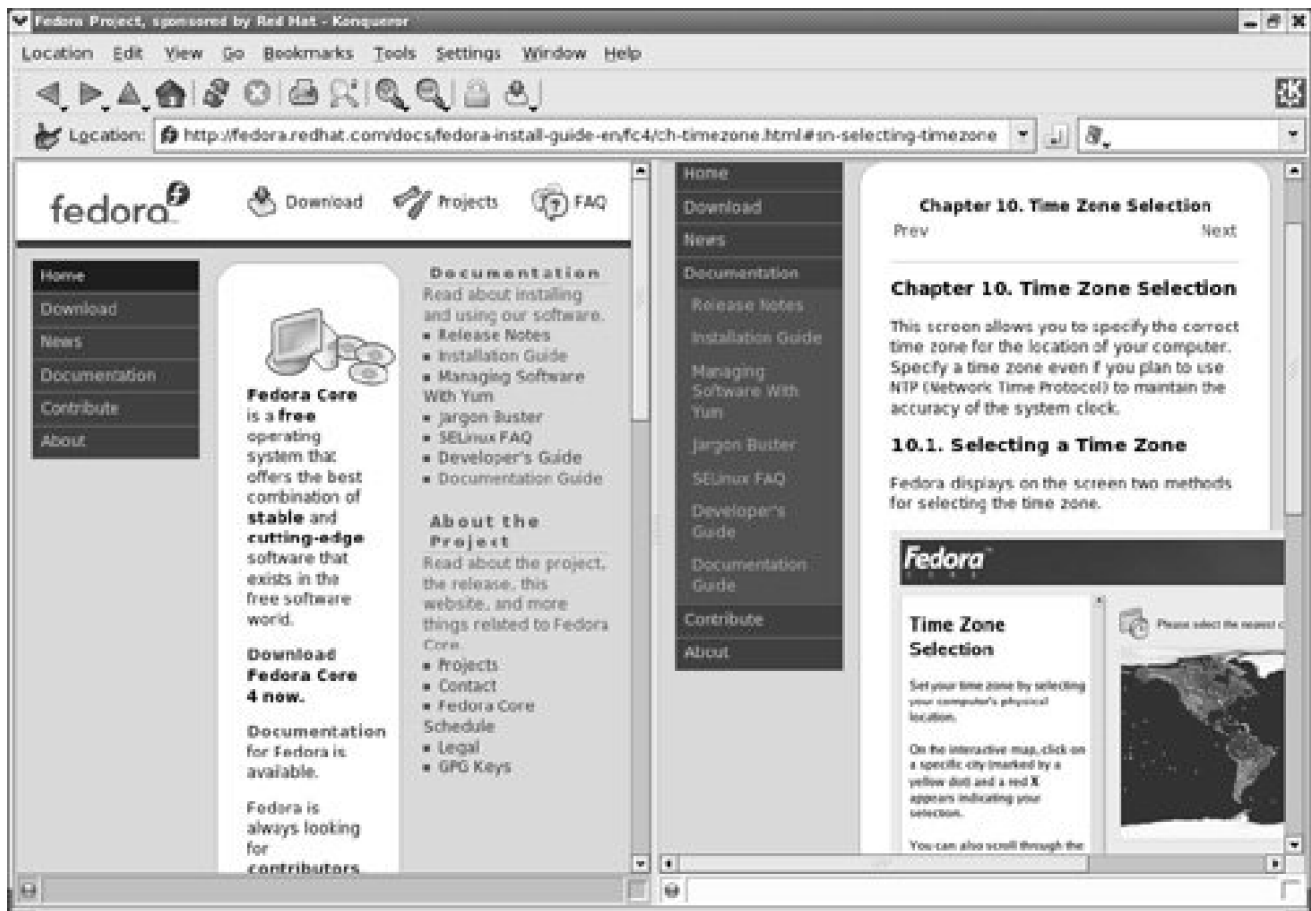 Fedora Project, sponsored by Red Hat - Konqueror
Location Edit View Go Bookmarks Tools Settings Window Help
Location: http://fedora.redhat.com/docs/fedora-install-guide-en/fc4/ch-timezone.html#sn-selecting-timezone
fedora
Download Projects FAQ
Home
Download
News
Documentation
Contribute
About
Fedora Core
is a free
operating
system that
offers the best
combination of
stable and
cutting-edge
software that
exists in the
free software
world.
Download
Fedora Core
4 now.
Documentation
for Fedora is
available.
Fedora is
always looking
for
contributors
Documentation
Read about installing
and using our software.
Release Notes
Installation Guide
Managing Software
With Yum
Jargon Buster
SELinux FAQ
Developer's Guide
Documentation Guide
About the
Project
Read about the project,
the release, this
website, and more
things related to Fedora
Core.
Projects
Contact
Fedora Core
Schedule
Legal
GPG Keys
Home
Download
News
Documentation
Release Notes
Installation Guide
Managing
Software With
Yum
Jargon Buster
SELinux FAQ
Developer's
Guide
Documentation
Guide
Contribute
About
Chapter 10. Time Zone Selection
Prev Next
Chapter 10. Time Zone Selection
This screen allows you to specify the correct
time zone for the location of your computer.
Specify a time zone even if you plan to use
NTP (Network Time Protocol) to maintain the
accuracy of the system clock.
10.1. Selecting a Time Zone
Fedora displays on the screen two methods
for selecting the time zone.
Fedora
CORE
Time Zone
Selection
Set your time zone by selecting
your computer's physical
location.
On the interactive map, click on
a specific city (marked by a
yellow dot) and a red X
appears indicating your
selection.
You can also scroll through the
Please select the nearest c